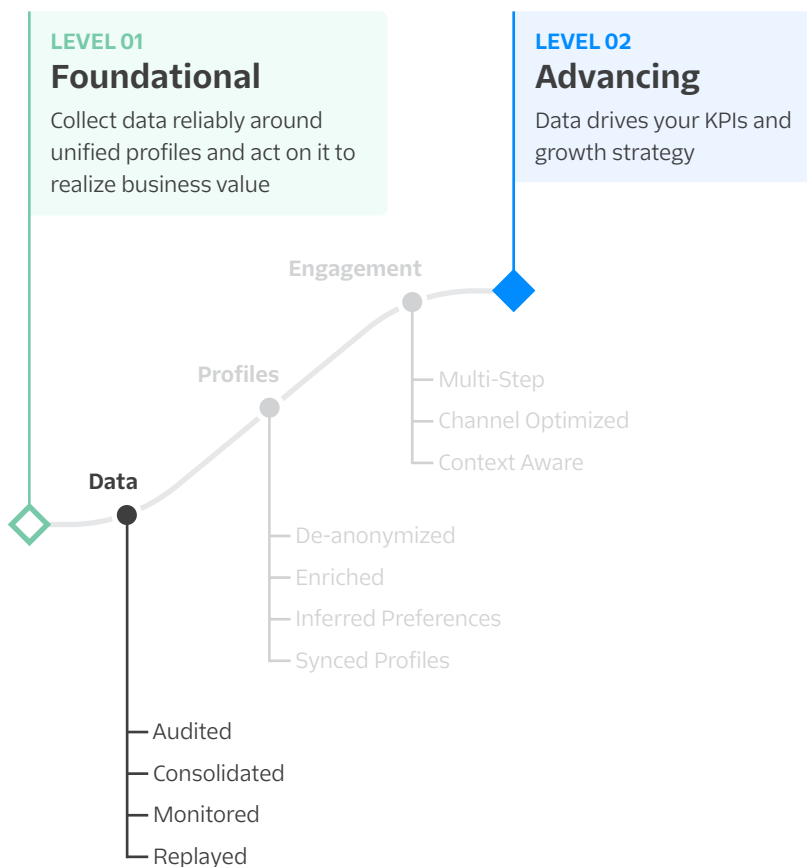 LEVEL 01
Foundational
Collect data reliably around
unified profiles and act on it to
realize business value
LEVEL 02
Advancing
Data drives your KPIs and
growth strategy
Engagement
Multi-Step
Channel Optimized
Context Aware
Profiles
De-anonymized
Enriched
Inferred Preferences
Synced Profiles
Data
Audited
Consolidated
Monitored
Replayed